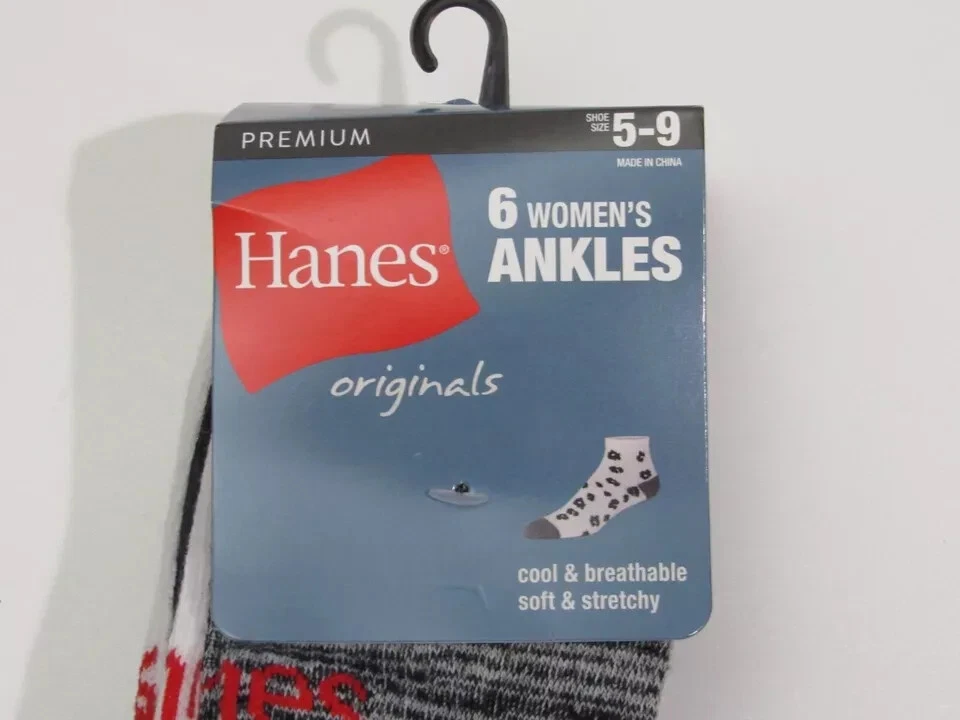 PREMIUM
SHOE
SIZE 5-9
MADE IN CHINA
6 WOMEN'S
ANKLES
Hanes®
originals
cool & breathable
soft & stretchy